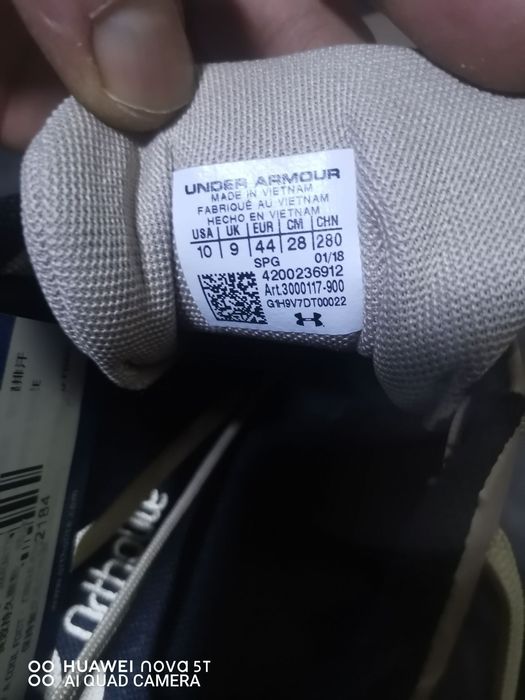 UNDER ARMOUR
MADE IN VIETNAM
FABRIQUÉ AU VIETNAM
HECHO EN VIETNAM
USA UK EUR CM CHN
10 9 44 28 280
SPG 01/18
4200236912
Art.3000117-900
G1H9V7DT00022
2184
OrthoLite
HUAWEI nova 5T
AI QUAD CAMERA